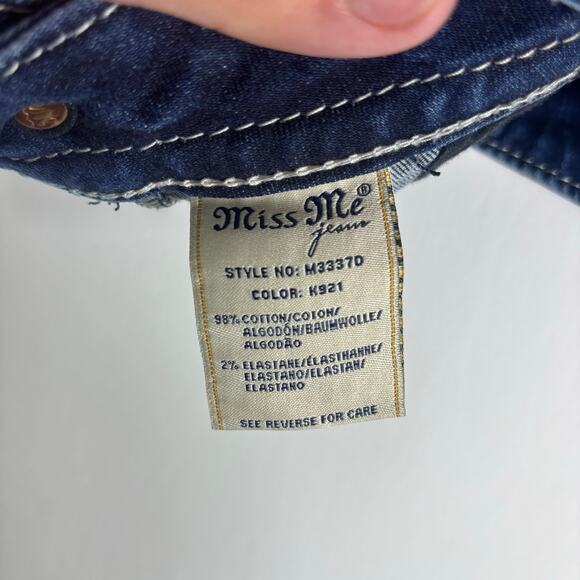 Miss Me®
jeans
STYLE NO: M3337D
COLOR: K921
98% COTTON/COTON/
ALGODÓN/BAUMWOLLE/
ALGODÃO
2% ELASTANE/ÉLASTHANNE/
ELASTANO/ELASTAN/
ELASTANO
SEE REVERSE FOR CARE